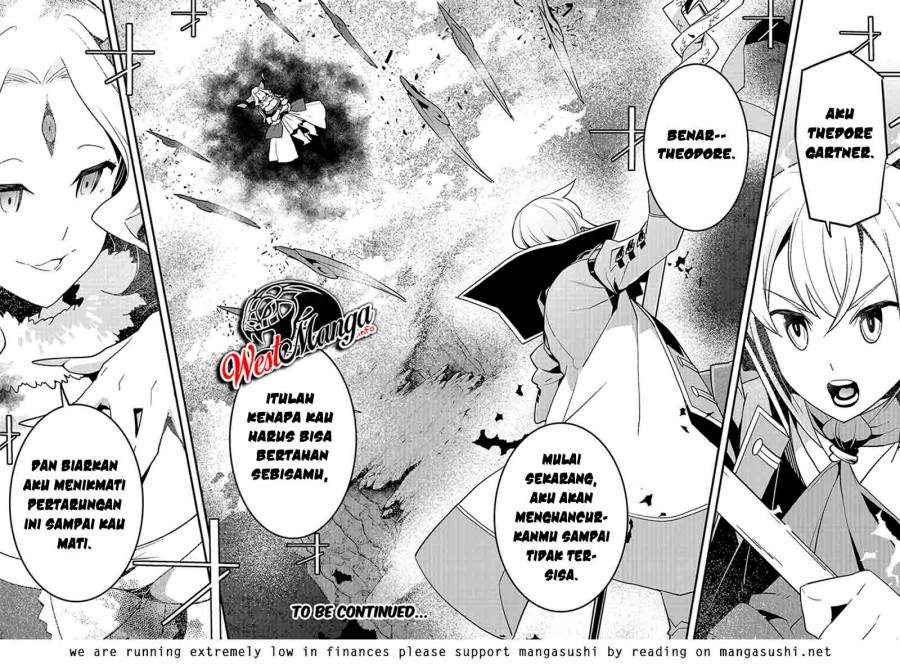 AKU
THEDORE
GARTNER.
BENAR--
THEODORE.
MULAI
SEKARANG,
AKU AKAN
MENGHANCUR-
KANMU SAMPAI
TIDAK TER-
SISA.
ITULAH
KENAPA KAU
HARUS BISA
BERTAHAN
SEBISAMU,
DAN BIARKAN
AKU MENIKMATI
PERTARUNGAN
INI SAMPAI KAU
MATI.
WestManga
.info
TO BE CONTINUED...
we are running extremely low in finances please support mangasushi by reading on mangasushi.net